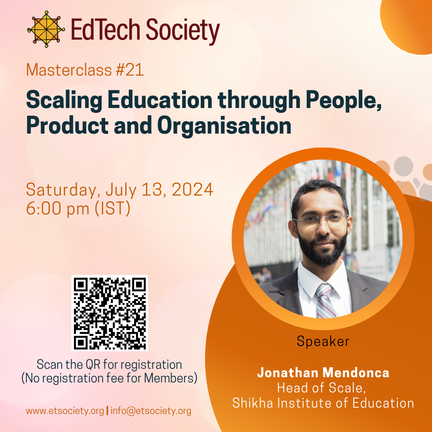 EdTech Society
Masterclass #21
Scaling Education through People,
Product and Organisation
Saturday, July 13, 2024
6:00 pm (IST)
Scan the QR for registration
(No registration fee for Members)
www.etsociety.org | info@etsociety.org
Speaker
Jonathan Mendonca
Head of Scale,
Shikha Institute of Education